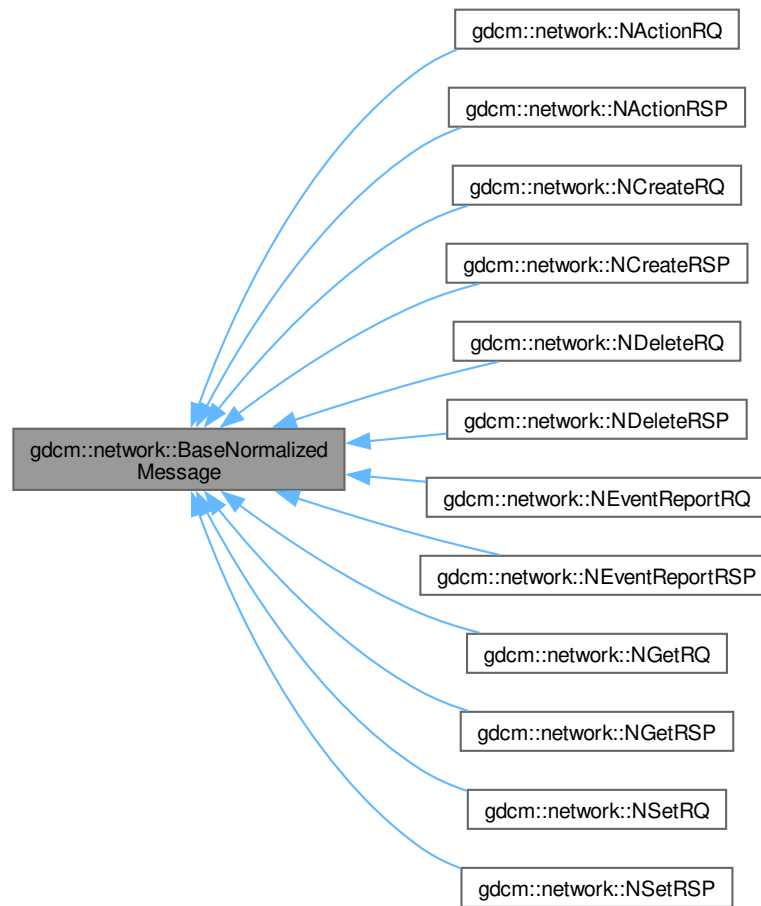 gdcm::network::NActionRQ
gdcm::network::NActionRSP
gdcm::network::NCreateRQ
gdcm::network::NCreateRSP
gdcm::network::NDeleteRQ
gdcm::network::NDeleteRSP
gdcm::network::BaseNormalized
Message
gdcm::network::NEventReportRQ
gdcm::network::NEventReportRSP
gdcm::network::NGetRQ
gdcm::network::NGetRSP
gdcm::network::NSetRQ
gdcm::network::NSetRSP